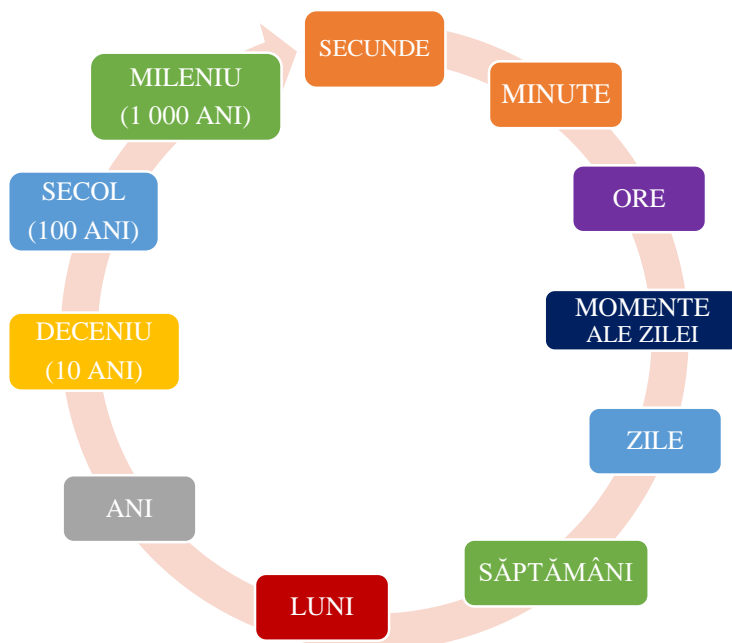 SECUNDE
MINUTE
ORE
MOMENTE
ALE ZILEI
ZILE
SĂPTĂMÂNI
LUNI
ANI
DECENIU
(10 ANI)
SECOL
(100 ANI)
MILENIU
(1 000 ANI)